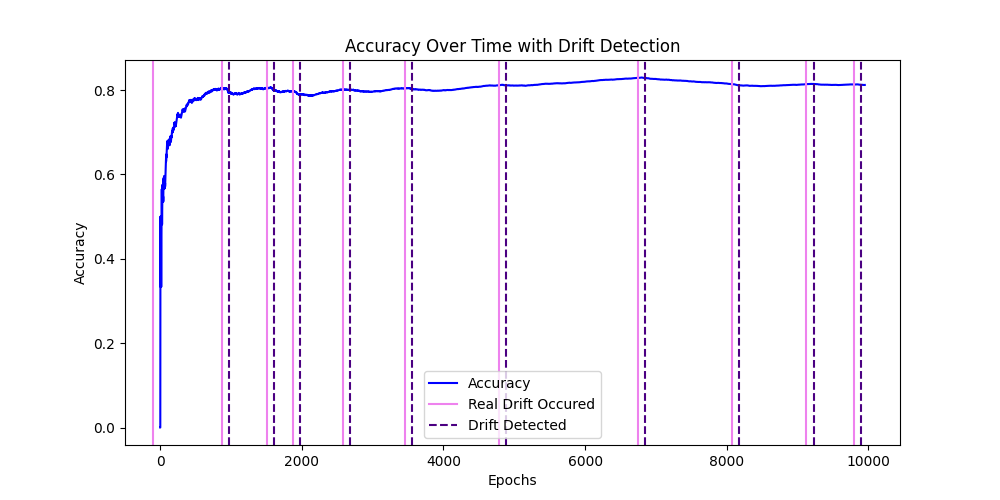 Accuracy Over Time with Drift Detection
Accuracy
0.8
0.6
0.4
0.2
0.0
Accuracy
Real Drift Occured
Drift Detected
0 2000 4000 6000 8000 10000
Epochs